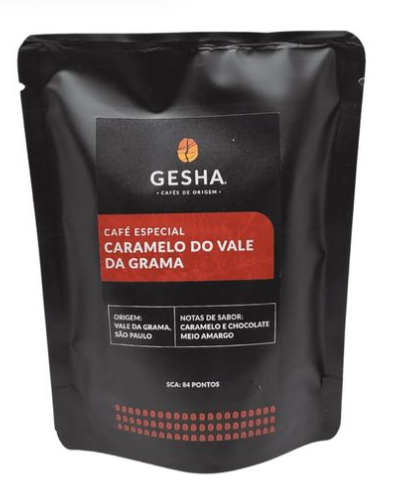 GESHA
• CAFÉS DE ORIGEM •
CAFÉ ESPECIAL
CARAMELO DO VALE
DA GRAMA
ORIGEM:
VALE DA GRAMA,
SÃO PAULO
NOTAS DE SABOR:
CARAMELO E CHOCOLATE
MEIO AMARGO
SCA: 84 PONTOS